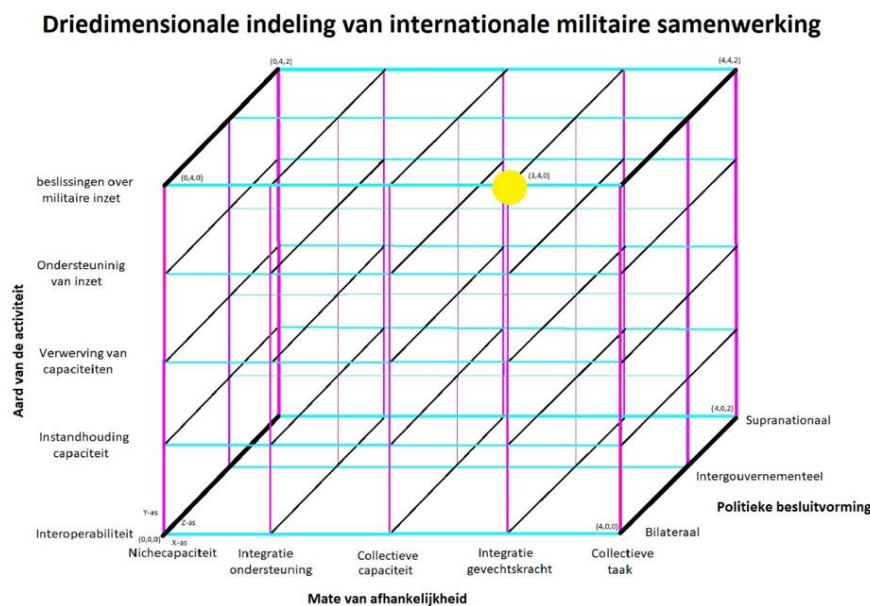 Driedimensionale indeling van internationale militaire samenwerking
(0,4,2)
(4,4,2)
beslissingen over
militaire inzet
(0,4,0)
(3,4,0)
Ondersteuninig
van inzet
Aard van de activiteit
Verwerving van
capaciteiten
(4,0,2)
Supranationaal
Instandhouding
capaciteit
Intergouvernementeel
Politieke besluitvorming
Y-as
Z-as
Interoperabiliteit
(0,0,0)
X-as
(4,0,0)
Bilateraal
Nichecapaciteit
Integratie
ondersteuning
Collectieve
capaciteit
Integratie
gevechtskracht
Collectieve
taak
Mate van afhankelijkheid